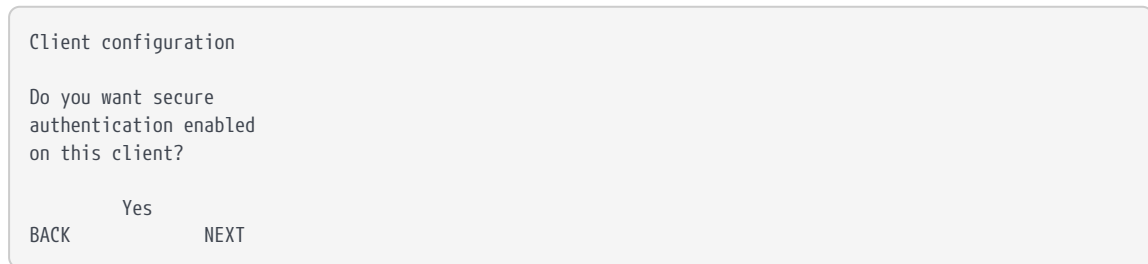 Client configuration
Do you want secure
authentication enabled
on this client?
Yes
BACK NEXT